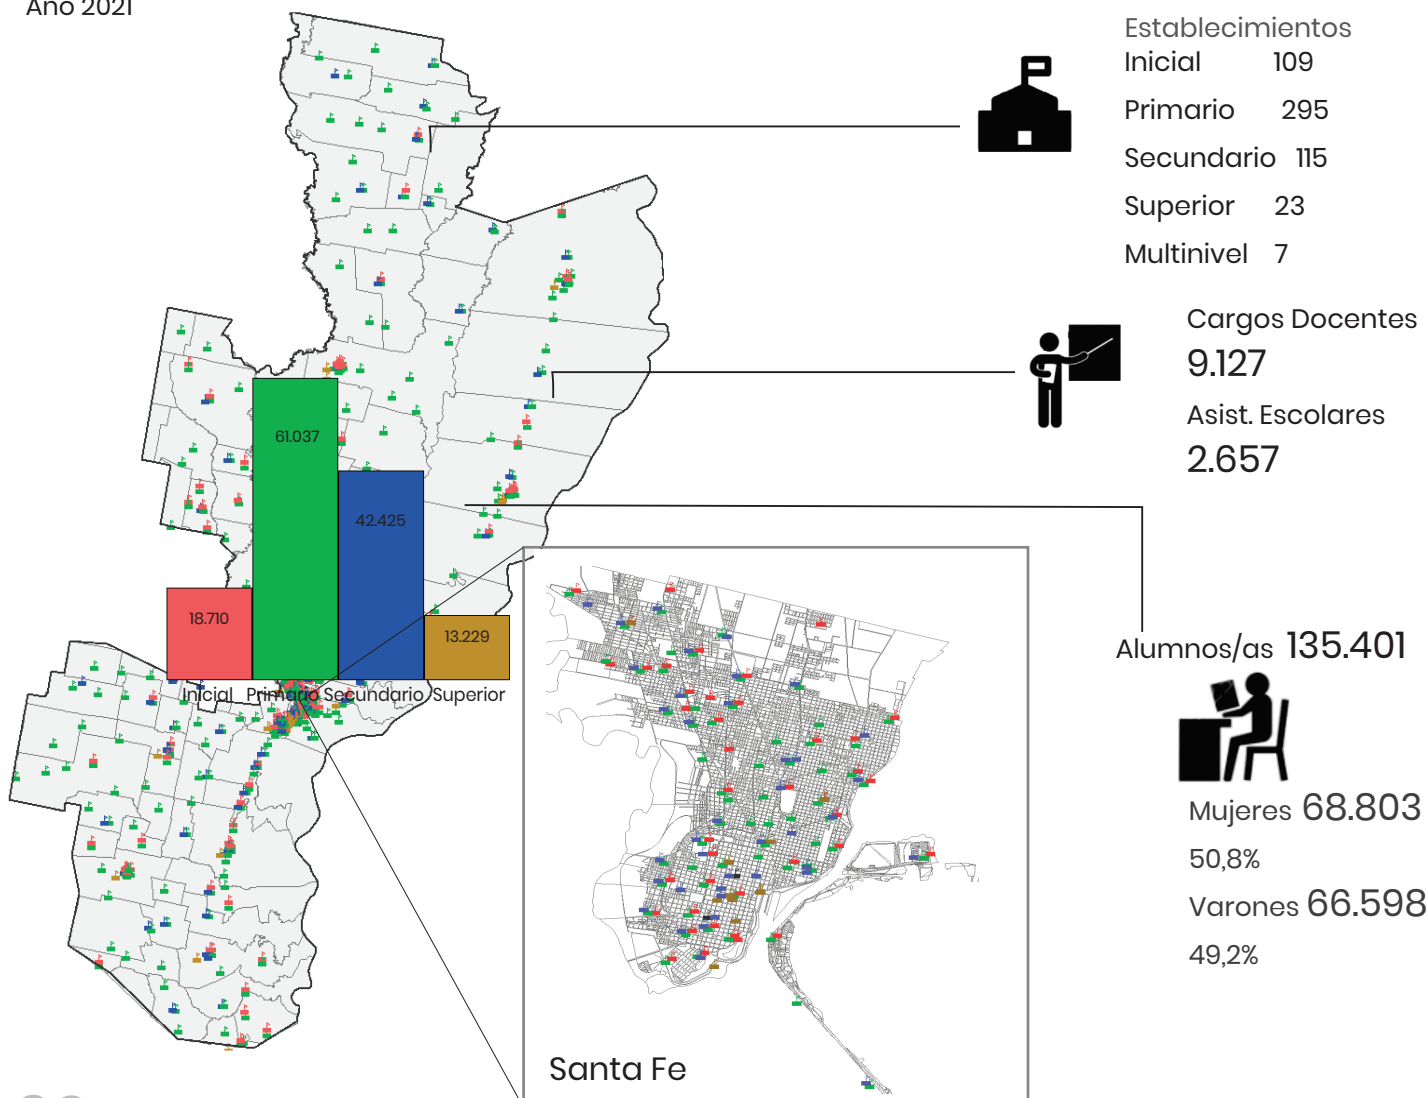 Año 2021
Establecimientos
Inicial 109
Primario 295
Secundario 115
Superior 23
Multinivel 7
Cargos Docentes
9.127
Asist. Escolares
2.657
61.037
42.425
18.710
13.229
Inicial Primario Secundario Superior
Alumnos/as 135.401
Mujeres 68.803
50,8%
Varones 66.598
49,2%
Santa Fe